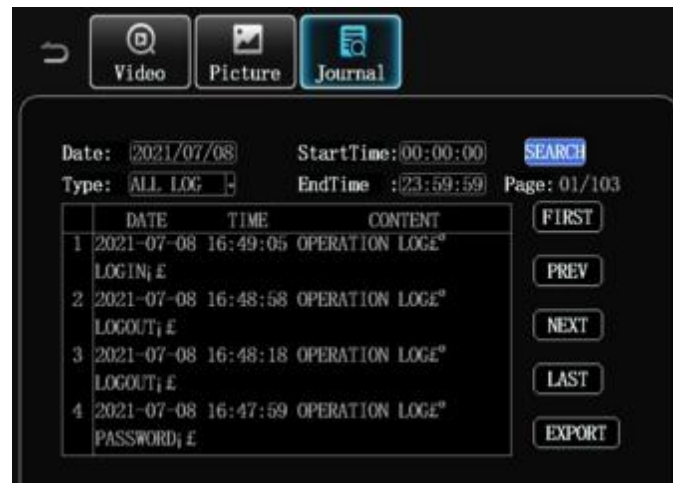 Video Picture Journal
Date: 2021/07/08 StartTime: 00:00:00 SEARCH
Type: ALL LOG EndTime :23:59:59 Page: 01/103
DATE TIME CONTENT FIRST
1 2021-07-08 16:49:05 OPERATION LOG£º
LOGIN¡£ PREV
2 2021-07-08 16:48:58 OPERATION LOG£º
LOGOUT¡£ NEXT
3 2021-07-08 16:48:18 OPERATION LOG£º
LOGOUT¡£ LAST
4 2021-07-08 16:47:59 OPERATION LOG£º
PASSWORD¡£ EXPORT